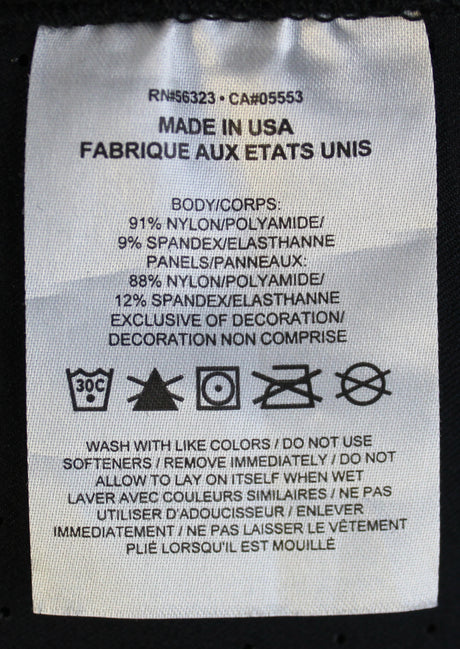 RN#56323 • CA#05553
MADE IN USA
FABRIQUE AUX ETATS UNIS
BODY/CORPS:
91% NYLON/POLYAMIDE/
9% SPANDEX/ELASTHANNE
PANELS/PANNEAUX:
88% NYLON/POLYAMIDE/
12% SPANDEX/ELASTHANNE
EXCLUSIVE OF DECORATION/
DECORATION NON COMPRISE
30C
WASH WITH LIKE COLORS / DO NOT USE
SOFTENERS / REMOVE IMMEDIATELY / DO NOT
ALLOW TO LAY ON ITSELF WHEN WET
LAVER AVEC COULEURS SIMILAIRES / NE PAS
UTILISER D'ADOUCISSEUR / ENLEVER
IMMEDIATEMENT / NE PAS LAISSER LE VÊTEMENT
PLIÉ LORSQU'IL EST MOUILLÉ